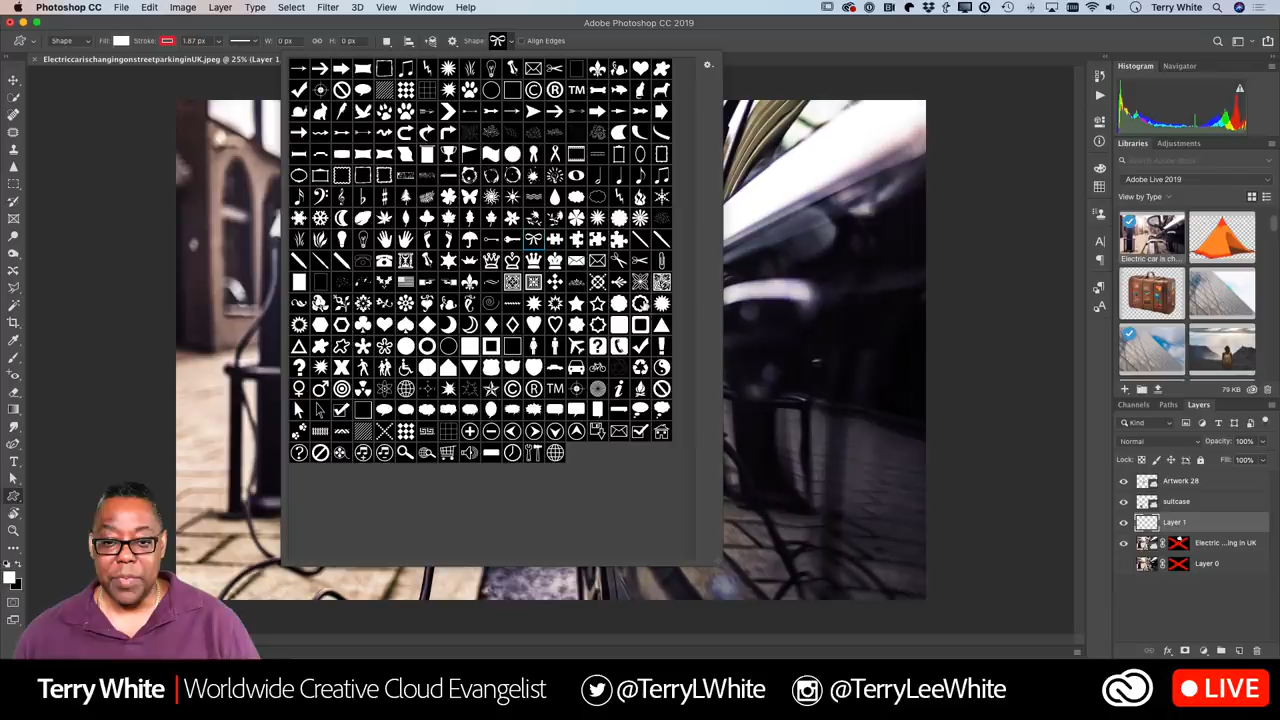 Photoshop CC File Edit Image Layer Type Select Filter 3D View Window Help Terry White
Adobe Photoshop CC 2019
Shape Fill: Stroke: 1.87 px W: 0 px H: 0 px Shape: Align Edges
ElectriccarischangingonstreetparkinginUK.jpeg @ 25% (Layer 1
Histogram Navigator
Libraries Adjustments
Search Adobe Stock
Adobe Live 2019
View by Type
Electric car is ch...
79 KB
Channels Paths Layers
Kind
Normal Opacity: 100%
Lock: Fill: 100%
Artwork 28
suitcase
Layer 1
Electric ...ing in UK
Layer 0
Terry White Worldwide Creative Cloud Evangelist @TerryLWhite @TerryLeeWhite LIVE